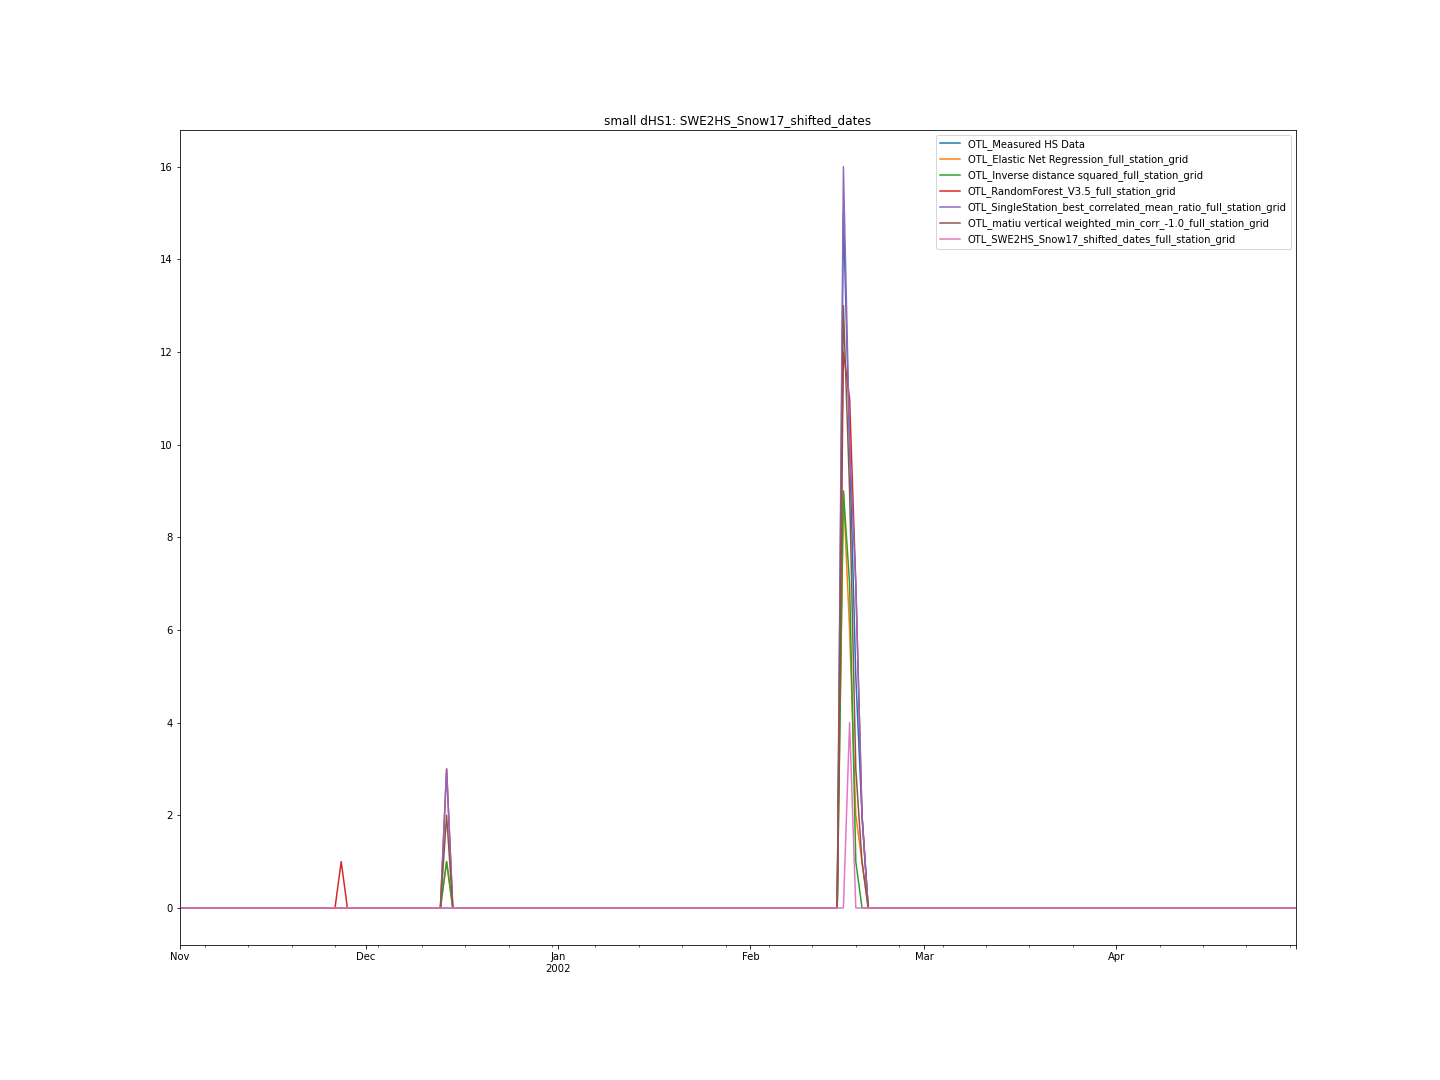 small dHS1: SWE2HS_Snow17_shifted_dates
OTL_Measured HS Data
OTL_Elastic Net Regression_full_station_grid
OTL_Inverse distance squared_full_station_grid
OTL_RandomForest_V3.5_full_station_grid
OTL_SingleStation_best_correlated_mean_ratio_full_station_grid
OTL_matiu vertical weighted_min_corr_-1.0_full_station_grid
OTL_SWE2HS_Snow17_shifted_dates_full_station_grid
16
14
12
10
8
6
4
2
0
Nov Dec Jan Feb Mar Apr
2002